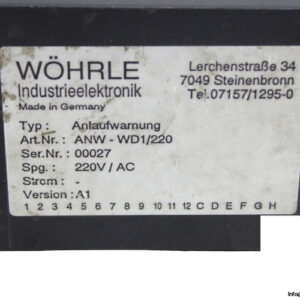 WÖHRLE
Industrieelektronik
Made in Germany
Lerchenstraße 34
7049 Steinenbronn
Tel.07157/1295-0
Typ : Anlaufwarnung
Art.Nr.: ANW - WD1/220
Ser.Nr: 00027
Spg. : 220V / AC
Strom : -
Version : A1
1 2 3 4 5 6 7 8 9 10 11 12 C D E F G H